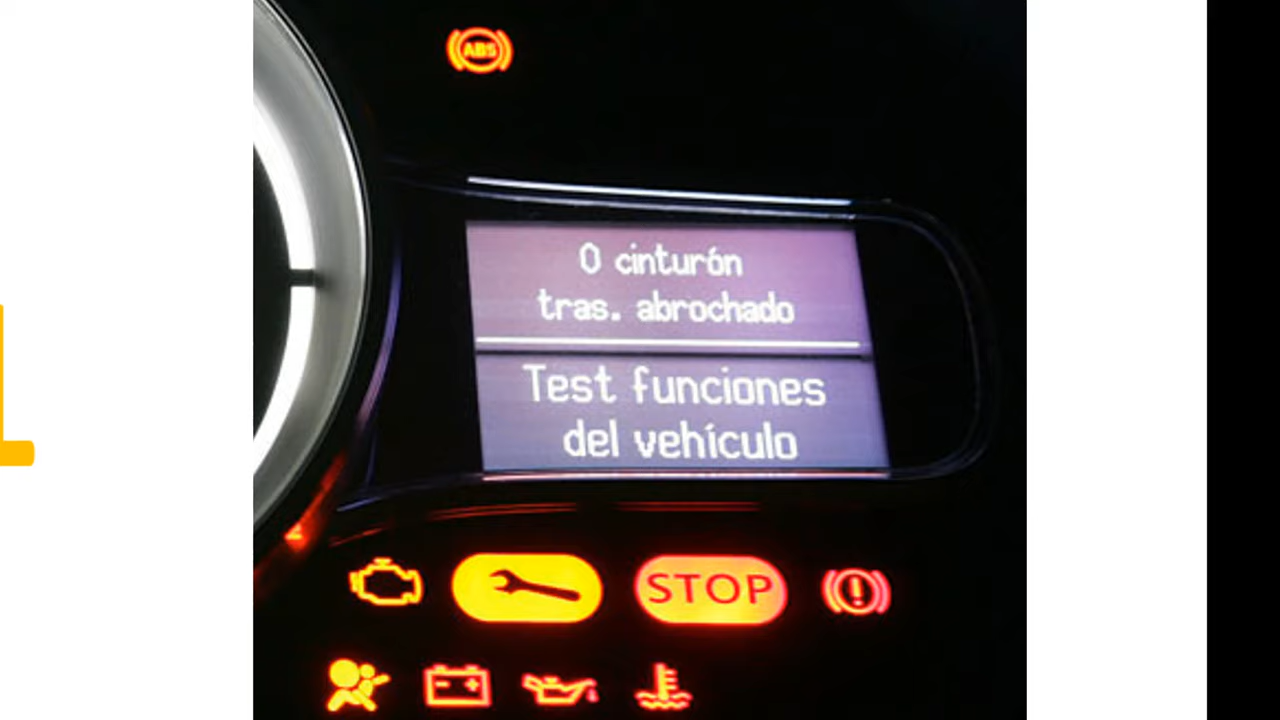 ABS
0 cinturón
tras. abrochado
Test funciones
del vehículo
STOP